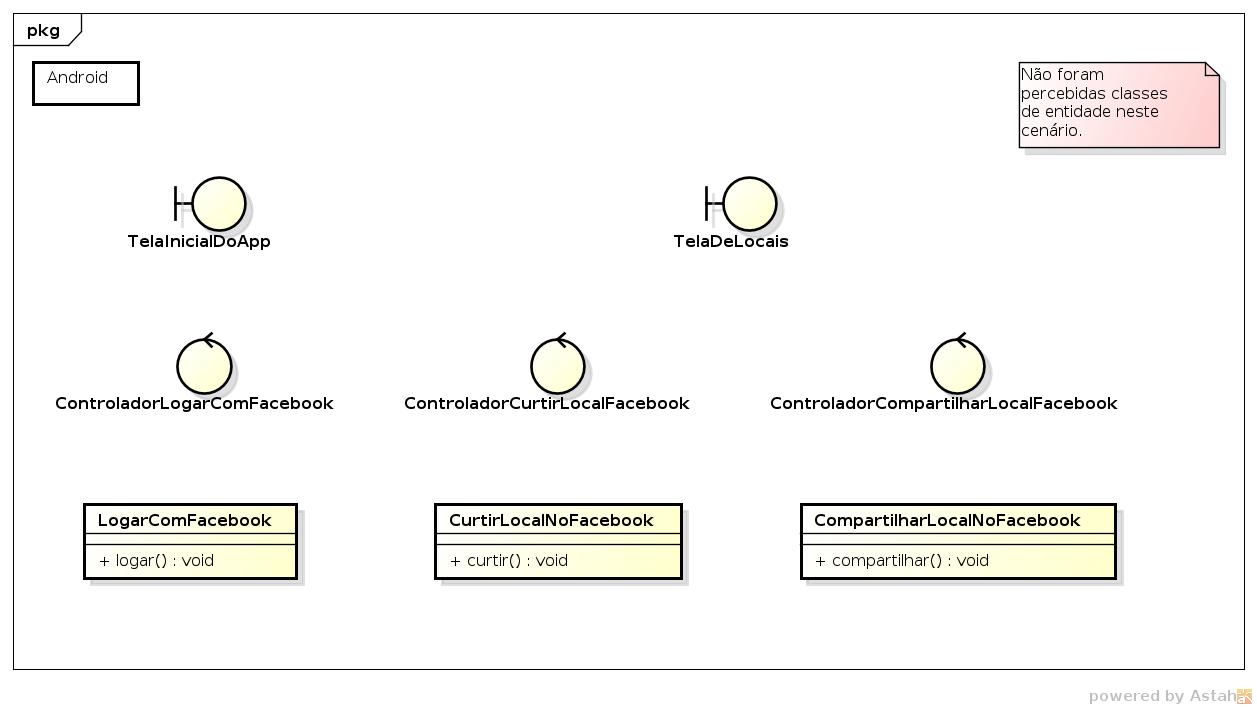 pkg
Android
Não foram
percebidas classes
de entidade neste
cenário.
TelaInicialDoApp
TelaDeLocais
ControladorLogarComFacebook
ControladorCurtirLocalFacebook
ControladorCompartilharLocalFacebook
LogarComFacebook
+ logar() : void
CurtirLocalNoFacebook
+ curtir() : void
CompartilharLocalNoFacebook
+ compartilhar() : void
powered by Astah